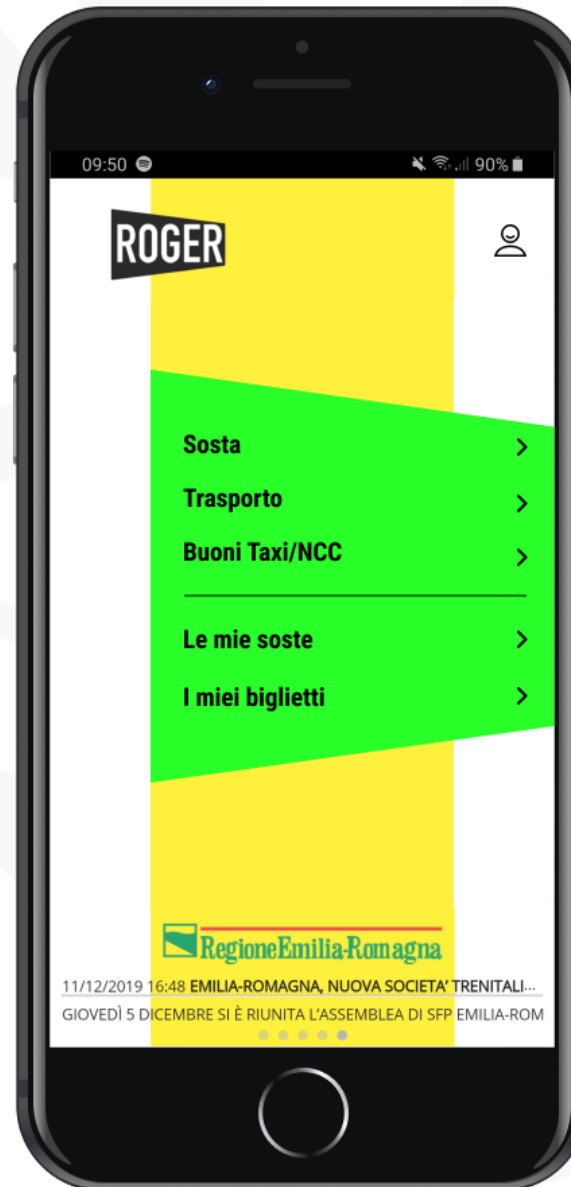 09:50 90%
ROGER
Sosta
Trasporto
Buoni Taxi/NCC
Le mie soste
I miei biglietti
RegioneEmilia-Romagna
11/12/2019 16:48 EMILIA-ROMAGNA, NUOVA SOCIETA' TRENITALI...
GIOVEDÌ 5 DICEMBRE SI È RIUNITA L'ASSEMBLEA DI SFP EMILIA-ROM